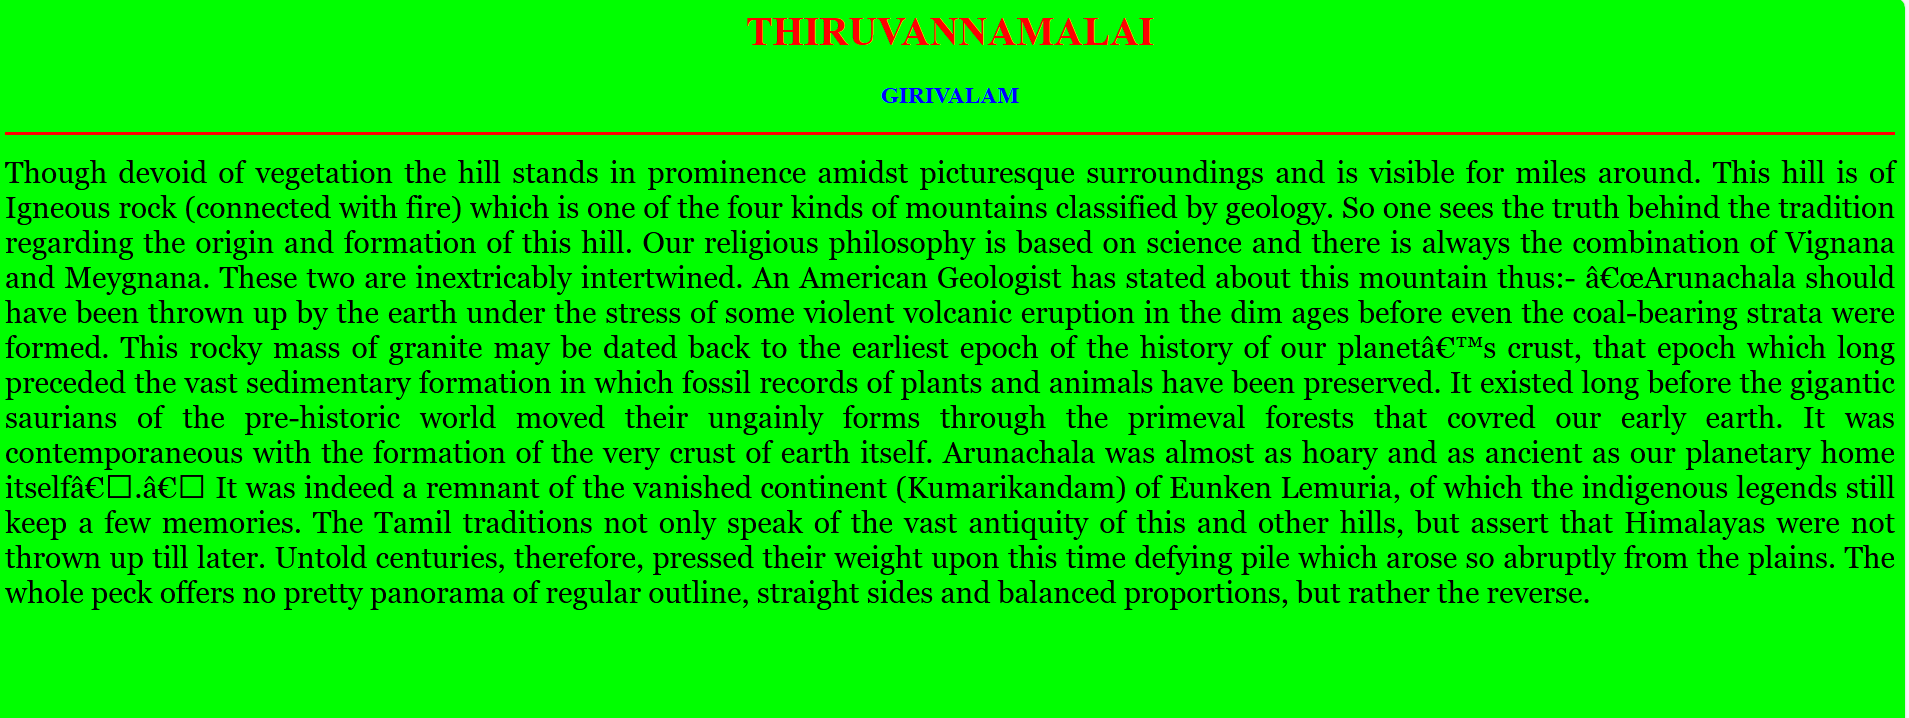 THIRUVANNAMALAI
GIRIVALAM
Though devoid of vegetation the hill stands in prominence amidst picturesque surroundings and is visible for miles around. This hill is of
Igneous rock (connected with fire) which is one of the four kinds of mountains classified by geology. So one sees the truth behind the tradition
regarding the origin and formation of this hill. Our religious philosophy is based on science and there is always the combination of Vignana
and Meygnana. These two are inextricably intertwined. An American Geologist has stated about this mountain thus:- â€œArunachala should
have been thrown up by the earth under the stress of some violent volcanic eruption in the dim ages before even the coal-bearing strata were
formed. This rocky mass of granite may be dated back to the earliest epoch of the history of our planetâ€™s crust, that epoch which long
preceded the vast sedimentary formation in which fossil records of plants and animals have been preserved. It existed long before the gigantic
saurians of the pre-historic world moved their ungainly forms through the primeval forests that covred our early earth. It was
contemporaneous with the formation of the very crust of earth itself. Arunachala was almost as hoary and as ancient as our planetary home
itselfâ€□.â€□ It was indeed a remnant of the vanished continent (Kumarikandam) of Eunken Lemuria, of which the indigenous legends still
keep a few memories. The Tamil traditions not only speak of the vast antiquity of this and other hills, but assert that Himalayas were not
thrown up till later. Untold centuries, therefore, pressed their weight upon this time defying pile which arose so abruptly from the plains. The
whole peck offers no pretty panorama of regular outline, straight sides and balanced proportions, but rather the reverse.